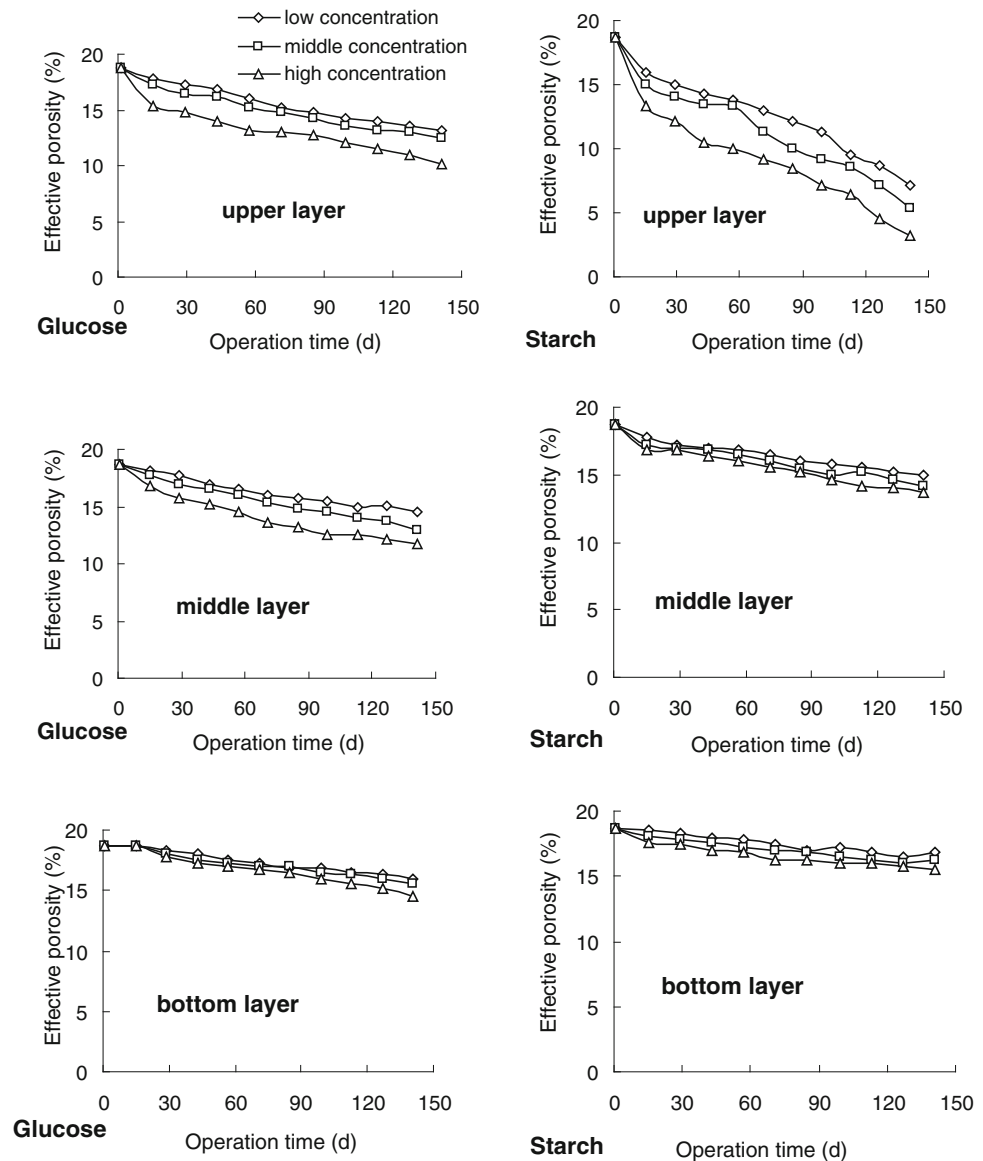 low concentration
middle concentration
high concentration
Effective porosity (%)
20
15
10
5
0
upper layer
0 30 60 90 120 150
Glucose
Operation time (d)
Effective porosity (%)
20
15
10
5
0
upper layer
0 30 60 90 120 150
Starch
Operation time (d)
Effective porosity (%)
20
15
10
5
0
middle layer
0 30 60 90 120 150
Glucose
Operation time (d)
Effective porosity (%)
20
15
10
5
0
middle layer
0 30 60 90 120 150
Starch
Operation time (d)
Effective porosity (%)
20
15
10
5
0
bottom layer
0 30 60 90 120 150
Glucose
Operation time (d)
Effective porosity (%)
20
15
10
5
0
bottom layer
0 30 60 90 120 150
Starch
Operation time (d)